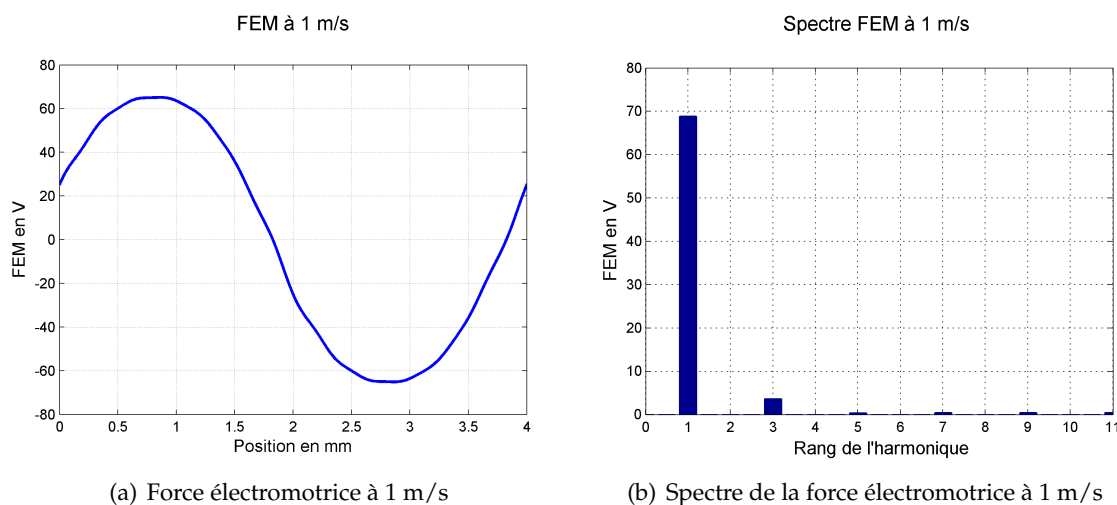 FEM à 1 m/s
80
60
40
20
0
-20
-40
-60
-80
FEM en V
0 0.5 1 1.5 2 2.5 3 3.5 4
Position en mm
(a) Force électromotrice à 1 m/s
Spectre FEM à 1 m/s
80
70
60
50
40
30
20
10
0
FEM en V
0 1 2 3 4 5 6 7 8 9 10 11
Rang de l'harmonique
(b) Spectre de la force électromotrice à 1 m/s